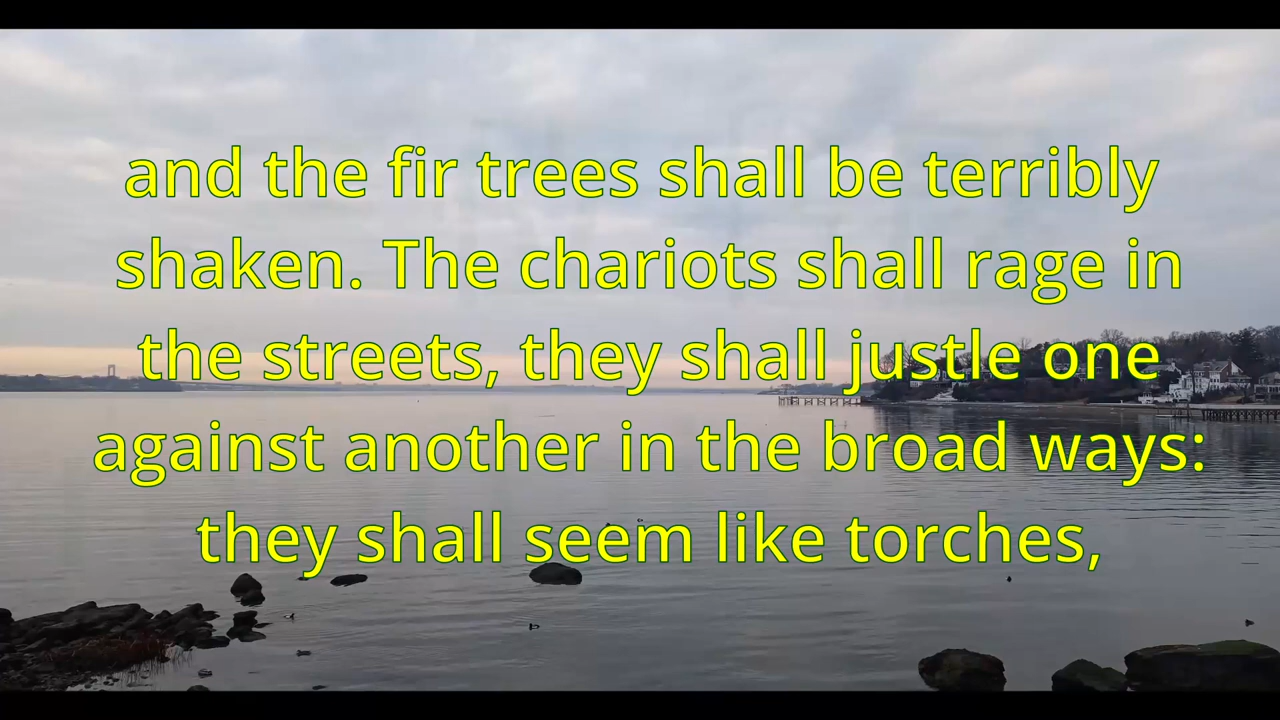 and the fir trees shall be terribly
shaken. The chariots shall rage in
the streets, they shall justle one
against another in the broad ways:
they shall seem like torches,